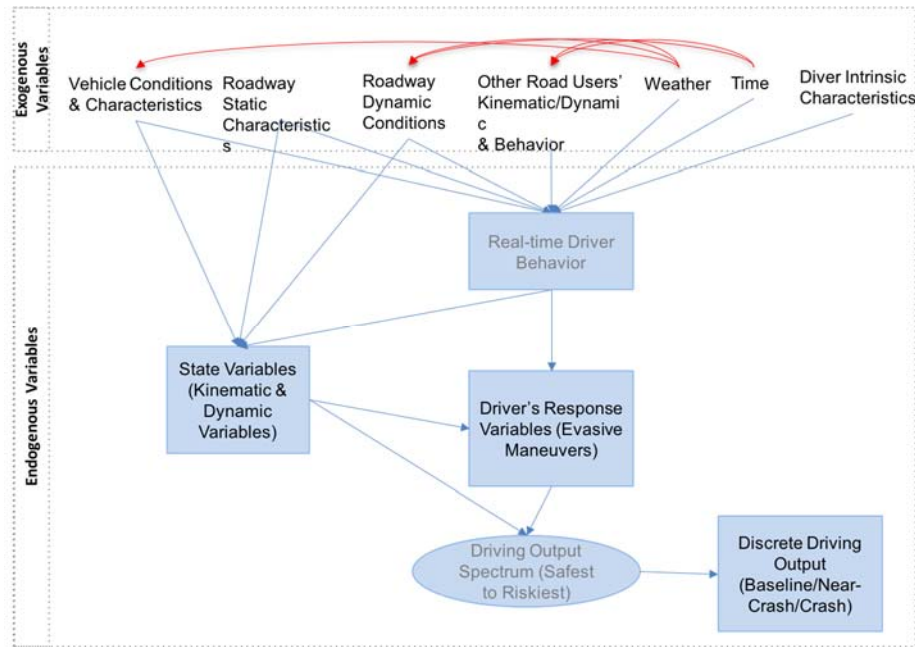 Exogenous
Variables
Vehicle Conditions
& Characteristics
Roadway
Static
Characteristic
s
Roadway
Dynamic
Conditions
Other Road Users'
Kinematic/Dynami
c
& Behavior
Weather
Time
Diver Intrinsic
Characteristics
Endogenous Variables
Real-time Driver
Behavior
State Variables
(Kinematic &
Dynamic
Variables)
Driver's Response
Variables (Evasive
Maneuvers)
Driving Output
Spectrum (Safest
to Riskiest)
Discrete Driving
Output
(Baseline/Near-
Crash/Crash)